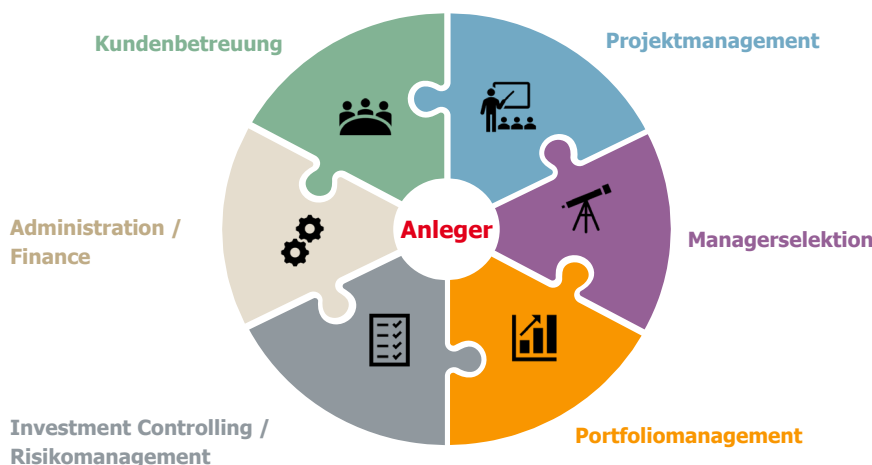 Kundenbetreuung
Projektmanagement
Administration /
Finance
Anleger
Managerselektion
Investment Controlling /
Risikomanagement
Portfoliomanagement